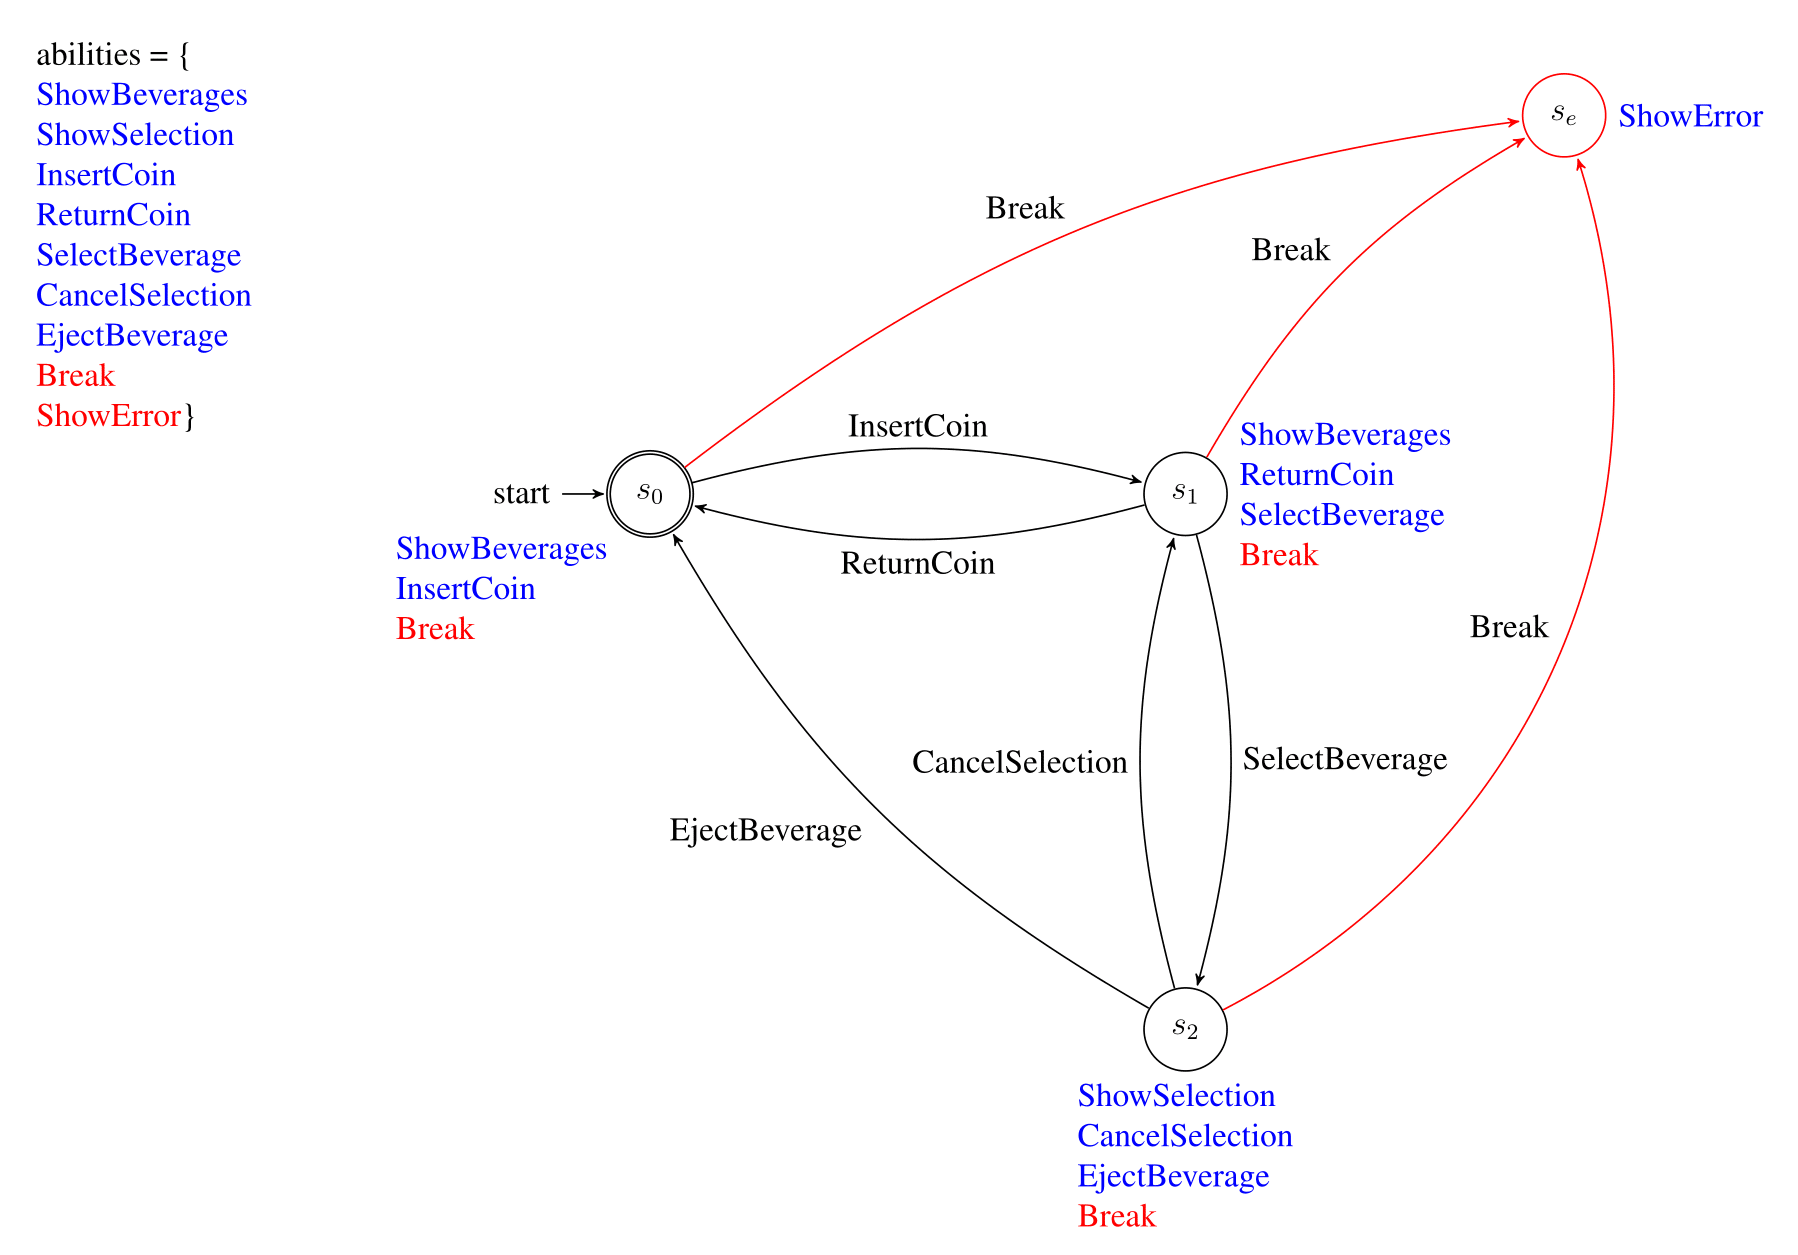 abilities = {
ShowBeverages
ShowSelection
InsertCoin
ReturnCoin
SelectBeverage
CancelSelection
EjectBeverage
Break
ShowError}
s_e
ShowError
Break
Break
InsertCoin
start
s_0
s_1
ShowBeverages
ReturnCoin
SelectBeverage
Break
ReturnCoin
ShowBeverages
InsertCoin
Break
Break
CancelSelection
SelectBeverage
EjectBeverage
s_2
ShowSelection
CancelSelection
EjectBeverage
Break